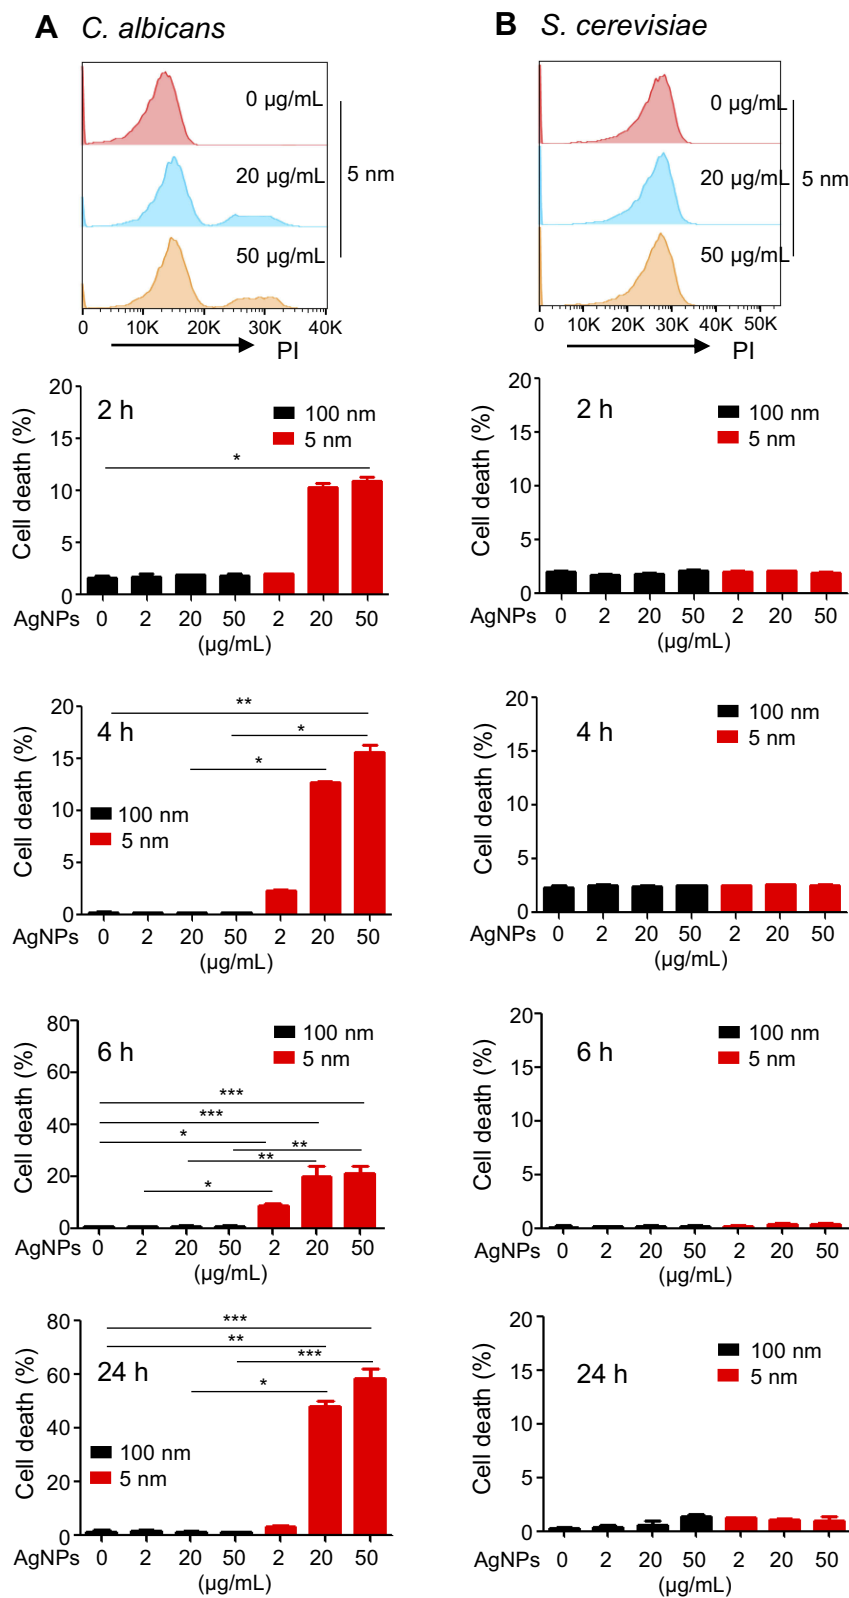 A C. albicans
0 µg/mL
20 µg/mL
50 µg/mL
5 nm
0 10K 20K 30K 40K
PI
B S. cerevisiae
0 µg/mL
20 µg/mL
50 µg/mL
5 nm
0 10K 20K 30K 40K 50K
PI
Cell death (%)
20
15
10
5
0
2 h
100 nm
5 nm
*
AgNPs 0 2 20 50 2 20 50
(µg/mL)
Cell death (%)
20
15
10
5
0
2 h
100 nm
5 nm
AgNPs 0 2 20 50 2 20 50
(µg/mL)
Cell death (%)
20
15
10
5
0
4 h
**
*
*
100 nm
5 nm
AgNPs 0 2 20 50 2 20 50
(µg/mL)
Cell death (%)
20
15
10
5
0
4 h
100 nm
5 nm
AgNPs 0 2 20 50 2 20 50
(µg/mL)
Cell death (%)
80
60
40
20
0
6 h
100 nm
5 nm
***
***
*
**
**
*
AgNPs 0 2 20 50 2 20 50
(µg/mL)
Cell death (%)
20
15
10
5
0
6 h
100 nm
5 nm
AgNPs 0 2 20 50 2 20 50
(µg/mL)
Cell death (%)
80
60
40
20
0
24 h
***
**
***
*
100 nm
5 nm
AgNPs 0 2 20 50 2 20 50
(µg/mL)
Cell death (%)
20
15
10
5
0
24 h
100 nm
5 nm
AgNPs 0 2 20 50 2 20 50
(µg/mL)